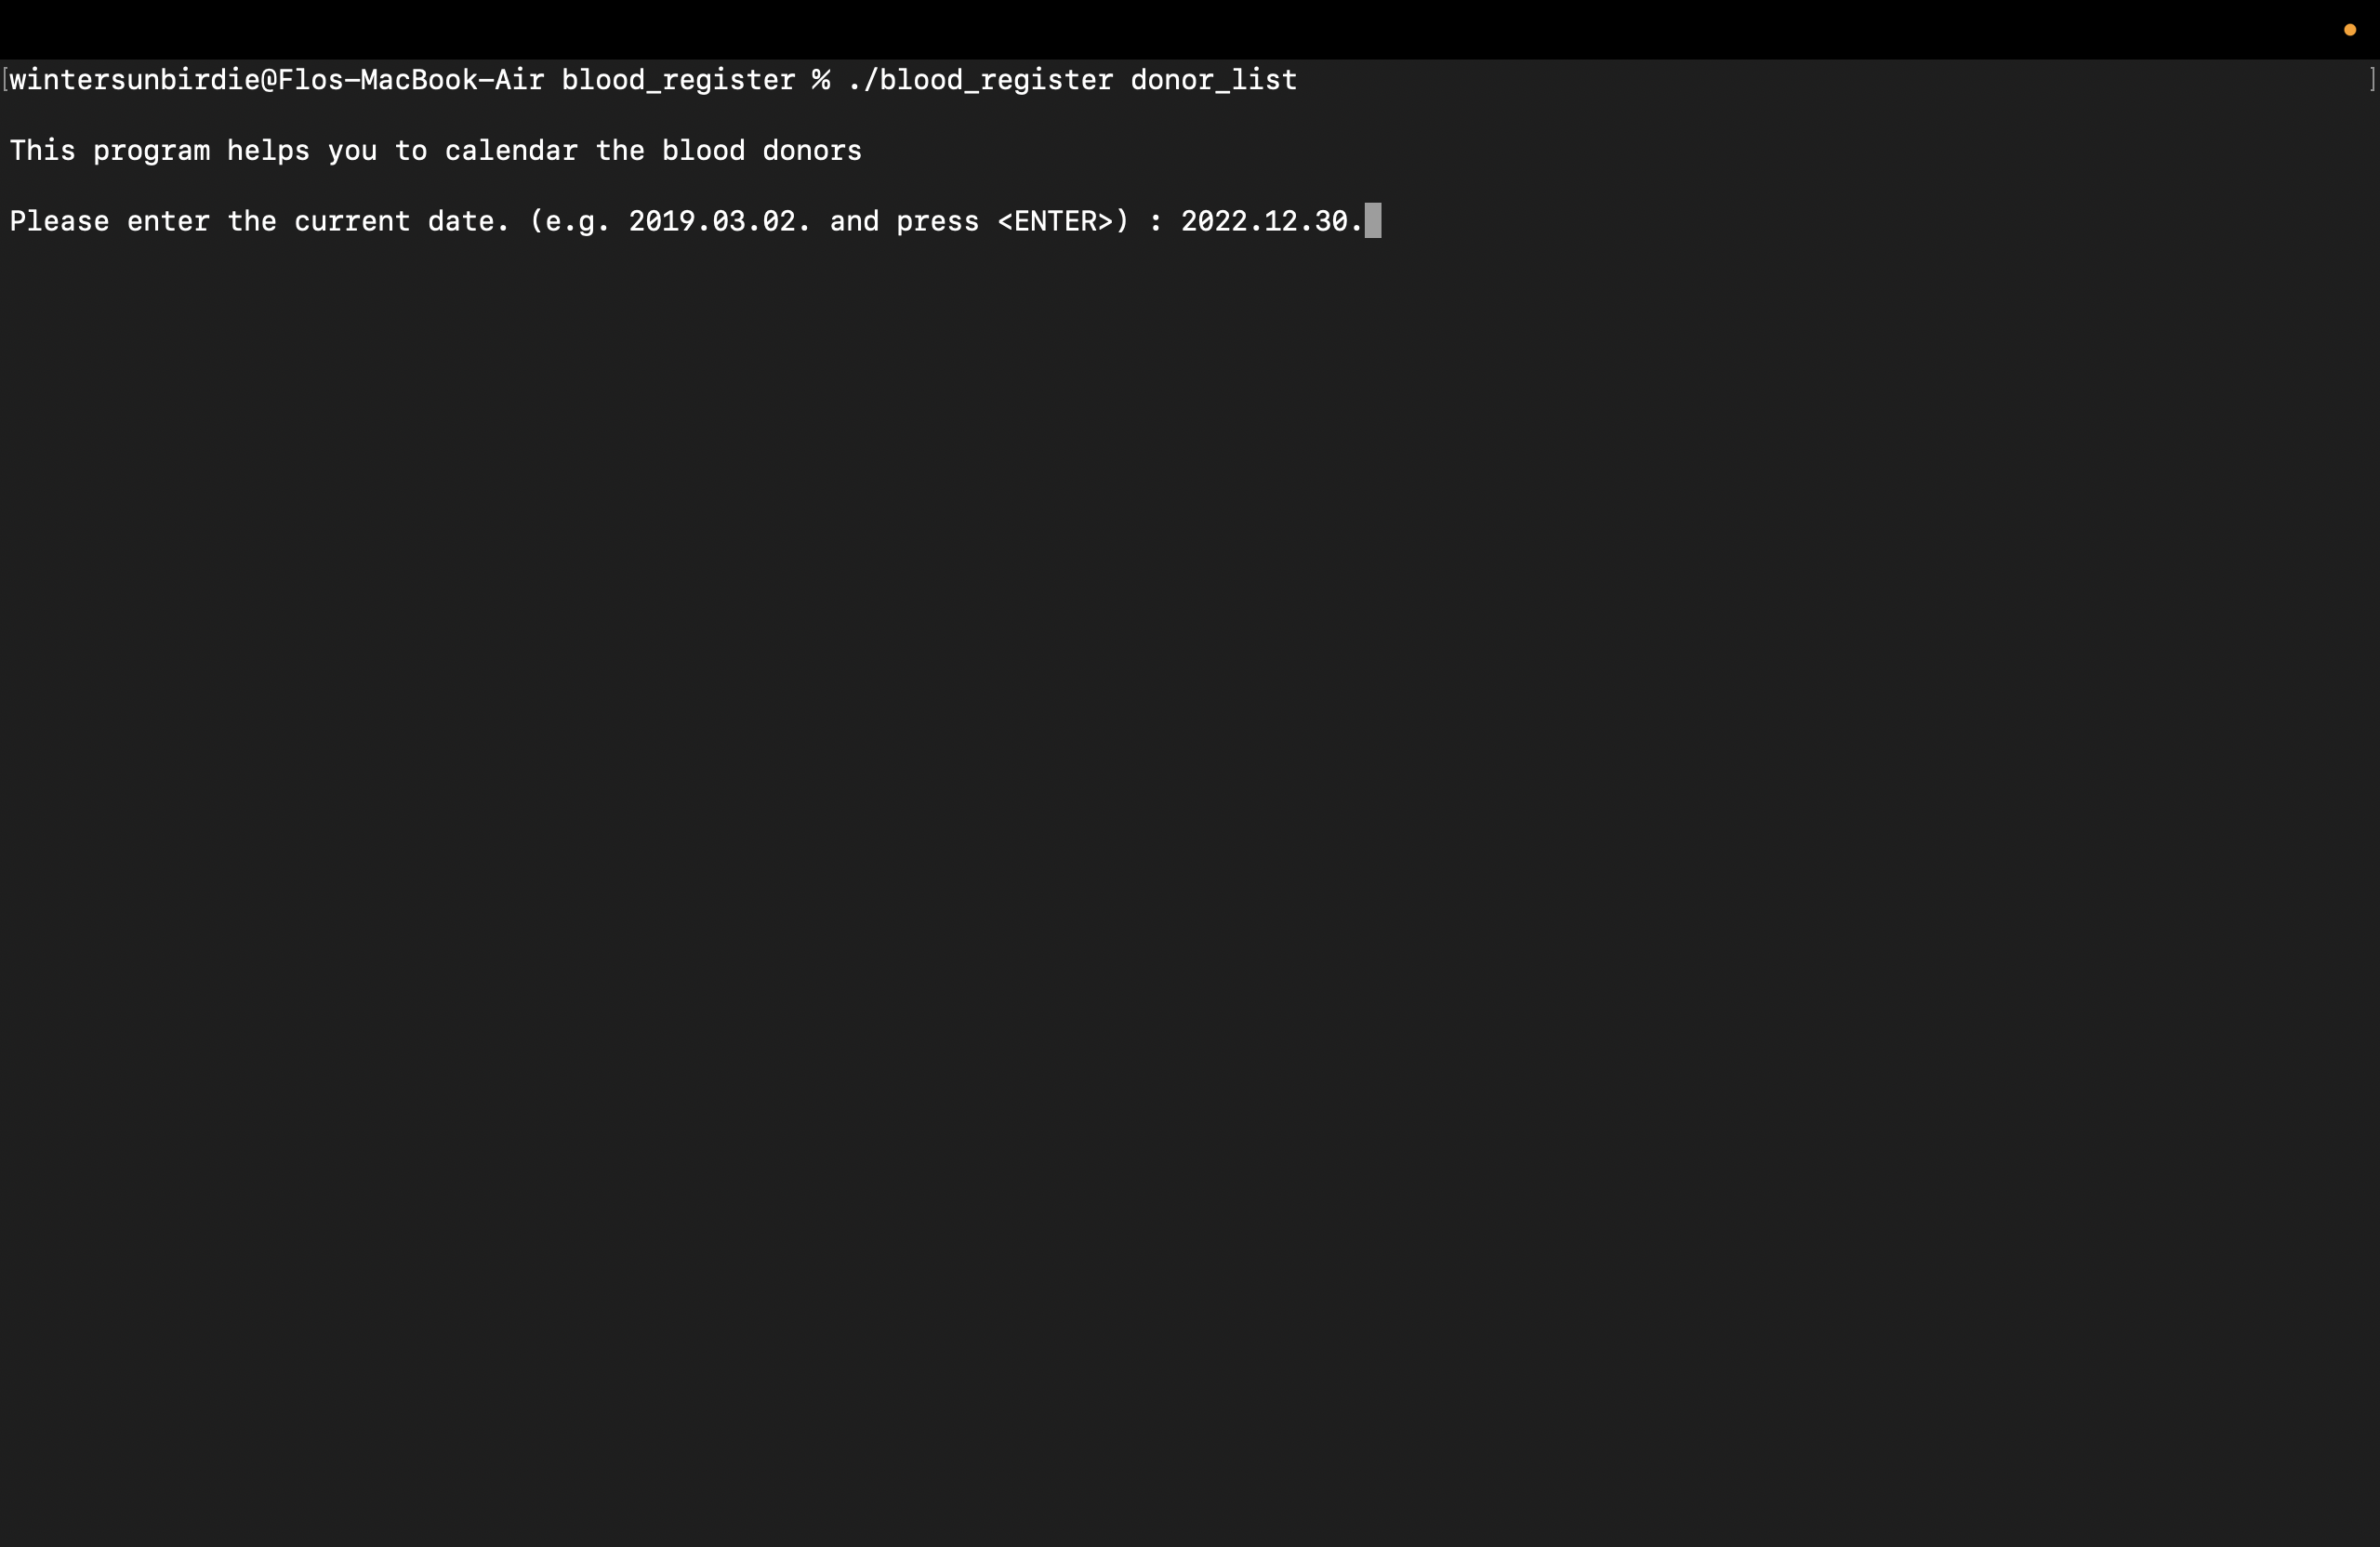 [wintersunbirdie@Flos-MacBook-Air blood_register % ./blood_register donor_list ]
This program helps you to calendar the blood donors
Please enter the current date. (e.g. 2019.03.02. and press <ENTER>) : 2022.12.30.